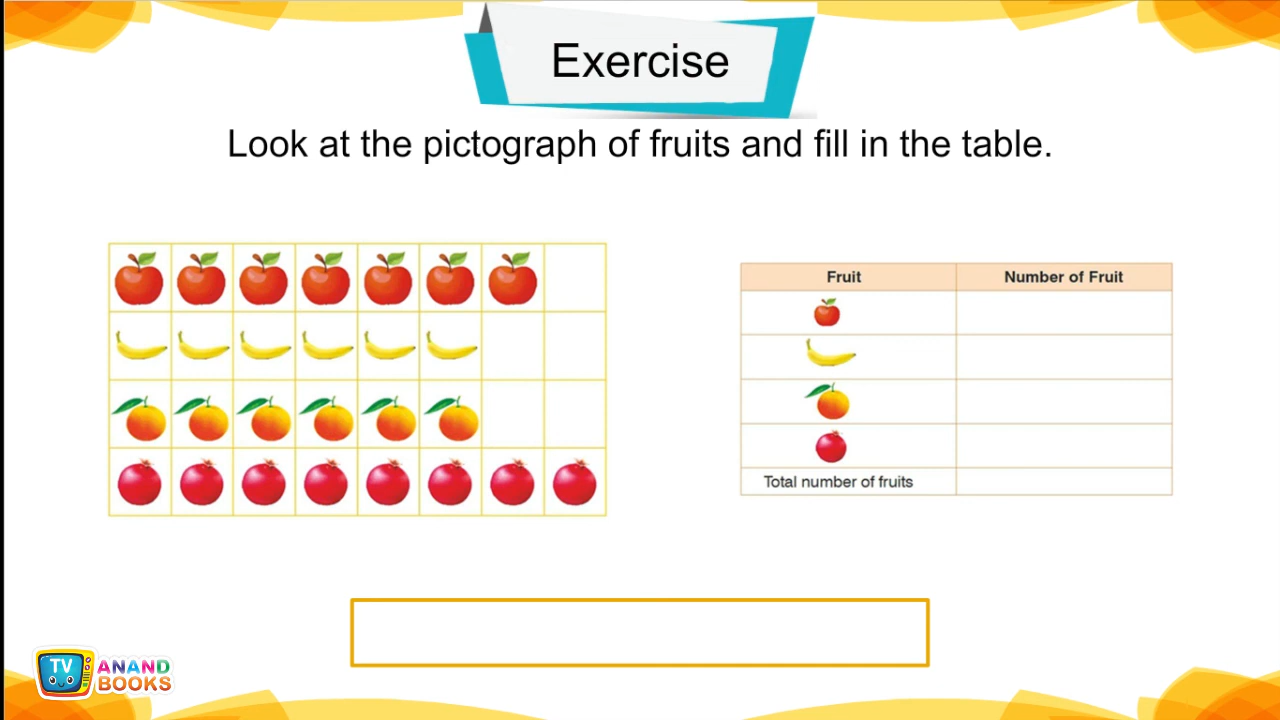 Exercise
Look at the pictograph of fruits and fill in the table.
Fruit
Number of Fruit
Total number of fruits
TV
ANAND
BOOKS